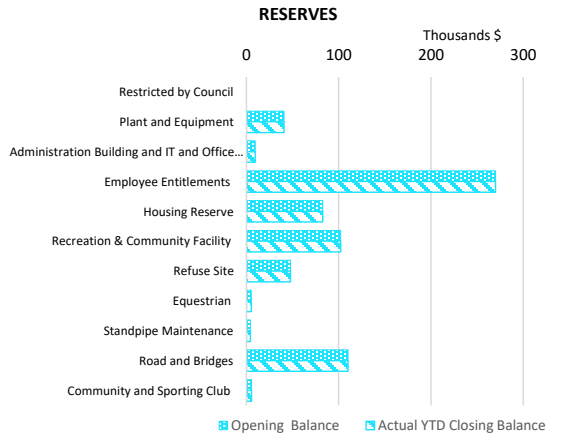 RESERVES
Thousands $
0 100 200 300
Restricted by Council
Plant and Equipment
Administration Building and IT and Office...
Employee Entitlements
Housing Reserve
Recreation & Community Facility
Refuse Site
Equestrian
Standpipe Maintenance
Road and Bridges
Community and Sporting Club
Opening Balance Actual YTD Closing Balance